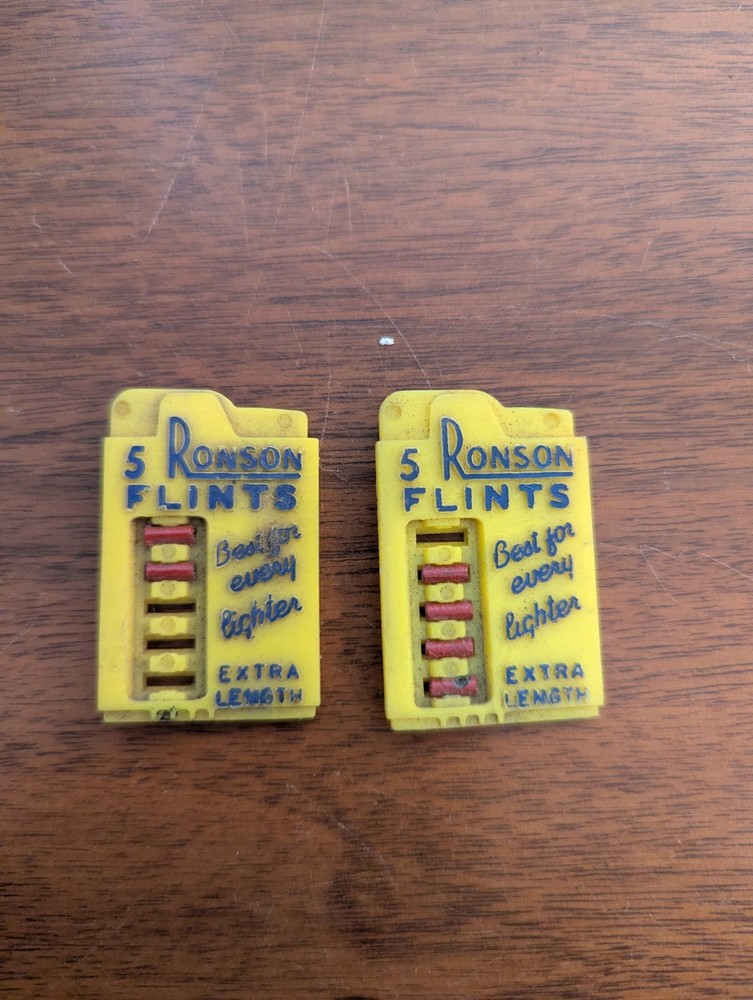 5 RONSON
FLINTS
Best for
every
lighter
EXTRA
LENGTH
5 RONSON
FLINTS
Best for
every
lighter
EXTRA
LENGTH